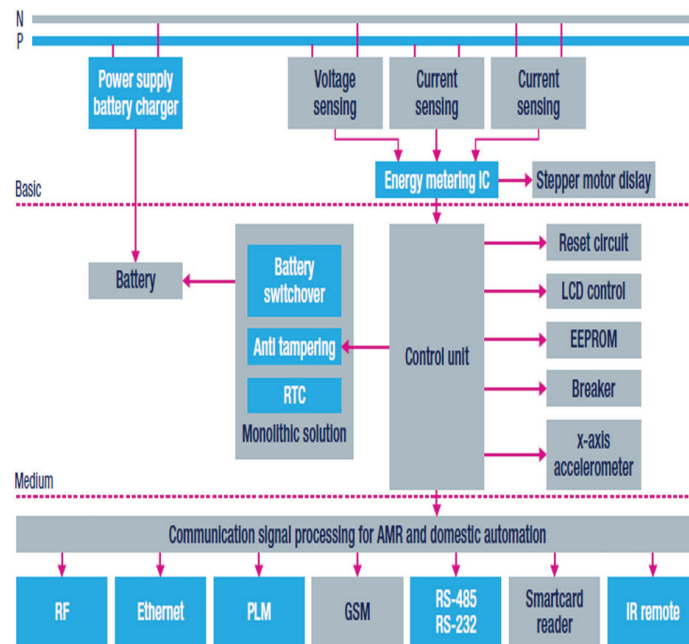 N
P
Power supply
battery charger
Voltage
sensing
Current
sensing
Current
sensing
Energy metering IC
Stepper motor dislay
Basic
Battery
Battery
switchover
Anti tampering
RTC
Monolithic solution
Control unit
Reset circuit
LCD control
EEPROM
Breaker
x-axis
accelerometer
Medium
Communication signal processing for AMR and domestic automation
RF
Ethernet
PLM
GSM
RS-485
RS-232
Smartcard
reader
IR remote